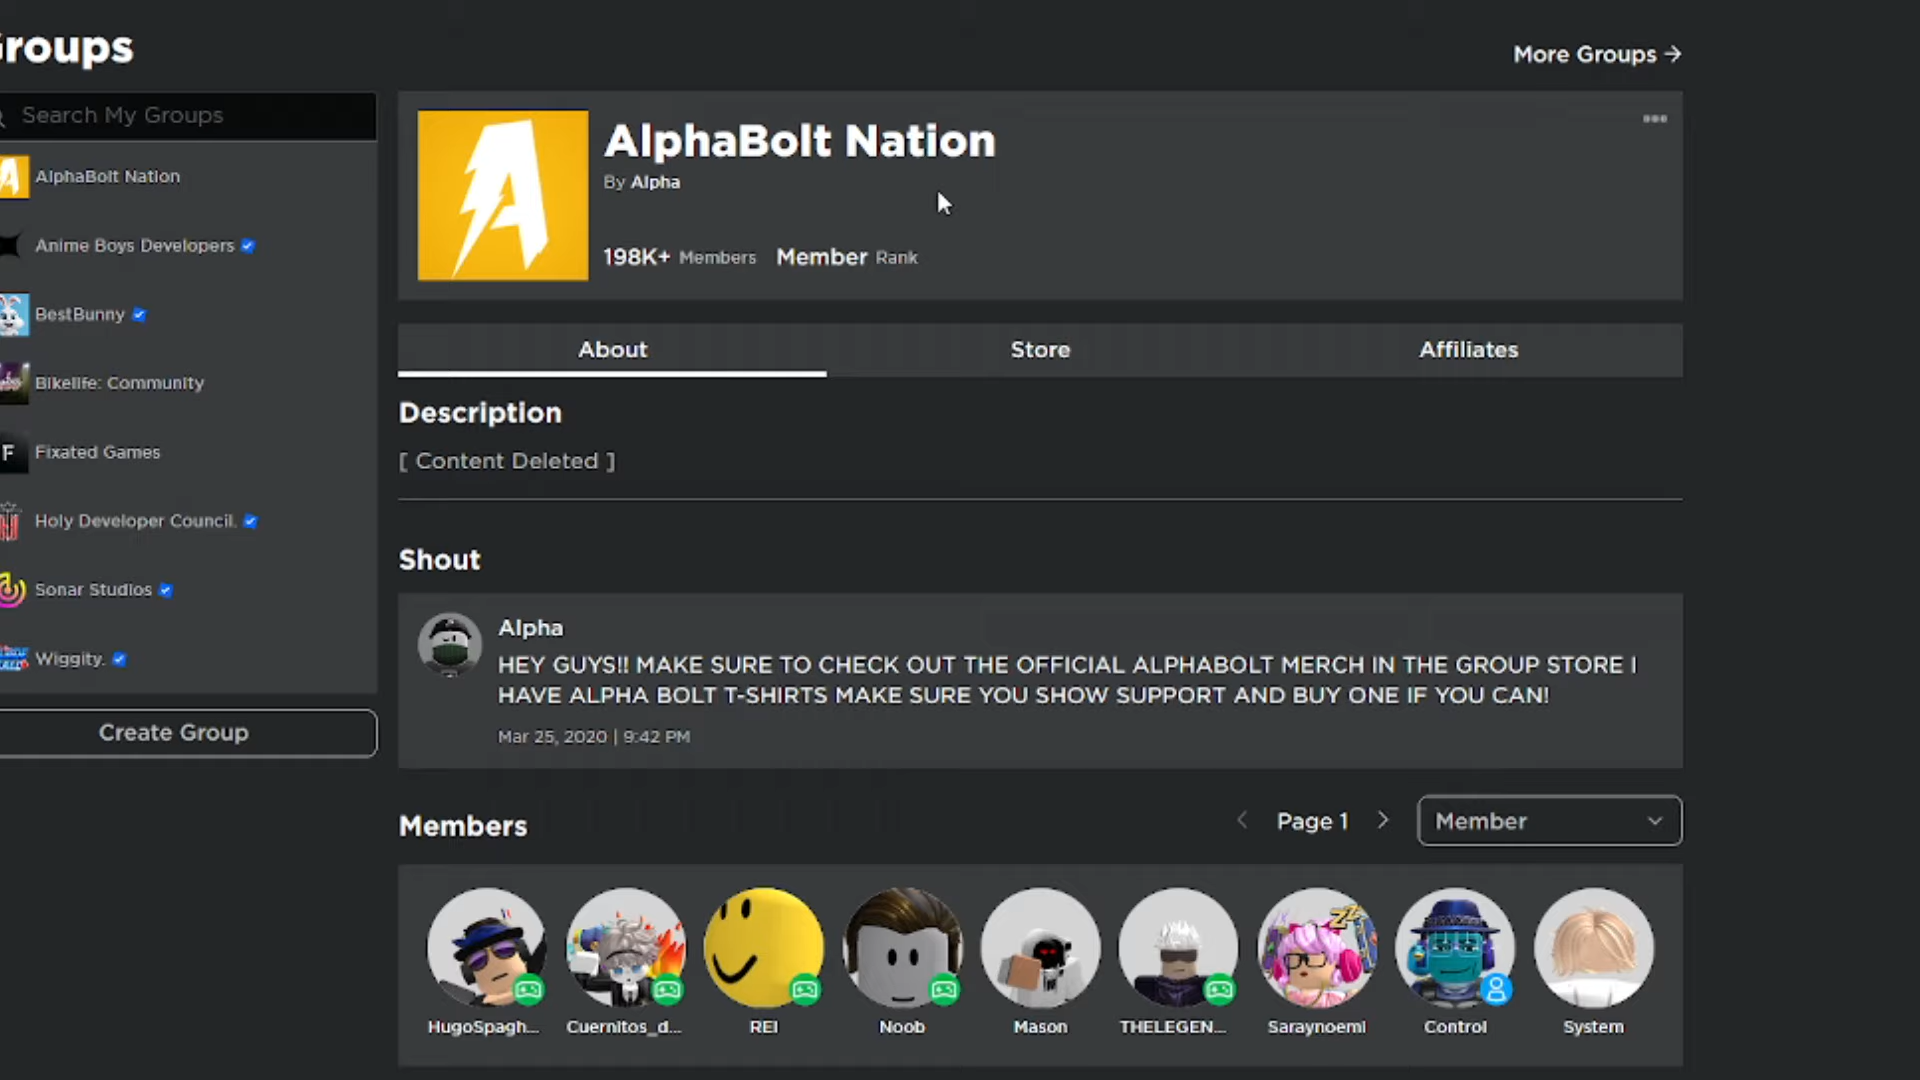 Groups
More Groups →
Search My Groups
AlphaBolt Nation
Anime Boys Developers
BestBunny
Bikelife: Community
F
Fixated Games
Holy Developer Council.
Sonar Studios
Wiggity.
Create Group
A
AlphaBolt Nation
By Alpha
198K+ Members Member Rank
About Store Affiliates
Description
[ Content Deleted ]
Shout
Alpha
HEY GUYS!! MAKE SURE TO CHECK OUT THE OFFICIAL ALPHABOLT MERCH IN THE GROUP STORE I
HAVE ALPHA BOLT T-SHIRTS MAKE SURE YOU SHOW SUPPORT AND BUY ONE IF YOU CAN!
Mar 25, 2020 | 9:42 PM
Members
Page 1
Member
HugoSpagh... Cuernitos_d... REI Noob Mason THELEGEN... Saraynoemi Control System